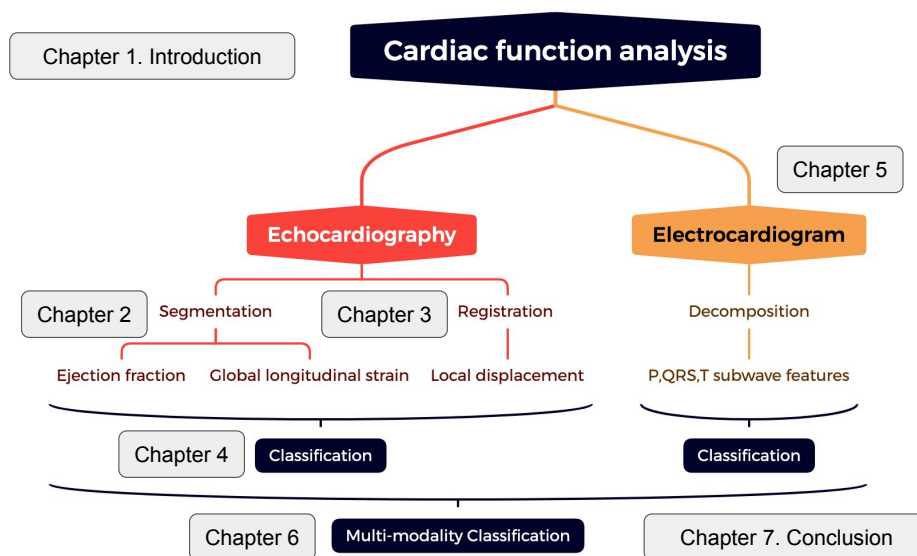 Chapter 1. Introduction
Cardiac function analysis
Chapter 5
Echocardiography
Electrocardiogram
Chapter 2
Segmentation
Chapter 3
Registration
Decomposition
Ejection fraction
Global longitudinal strain
Local displacement
P,QRS,T subwave features
Chapter 4
Classification
Classification
Chapter 6
Multi-modality Classification
Chapter 7. Conclusion